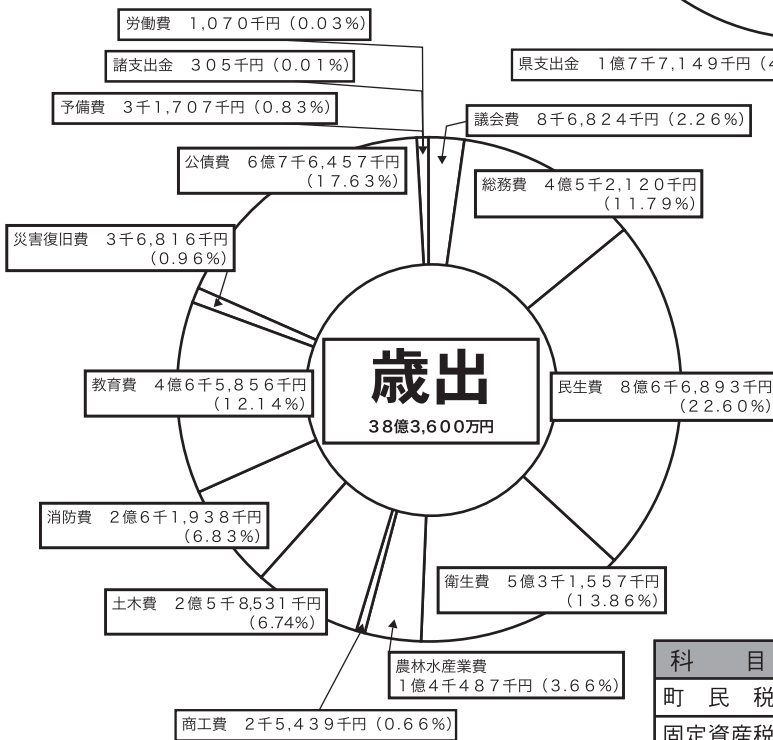 労働費　１,０７０千円（０.０３%）
諸支出金　３０５千円（０.０１%）
県支出金　１億７千７,１４９千円（４
予備費　３千１,７０７千円（０.８３%）
議会費　８千６,８２４千円（２.２６%）
公債費　６億７千６,４５７千円
（１７.６３%）
総務費　４億５千２,１２０千円
（１１.７９%）
災害復旧費　３千６,８１６千円
（０.９６%）
歳出
３８億３,６００万円
教育費　４億６千５,８５６千円
（１２.１４%）
民生費　８億６千６,８９３千円
（２２.６０%）
消防費　２億６千１,９３８千円
（６.８３%）
衛生費　５億３千１,５５７千円
（１３.８６%）
土木費　２億５千８,５３１千円
（６.７４%）
農林水産業費
１億４千４８７千円（３.６６%）
商工費　２千５,４３９千円（０.６６%）
科　目
町　民　税
固定資産税